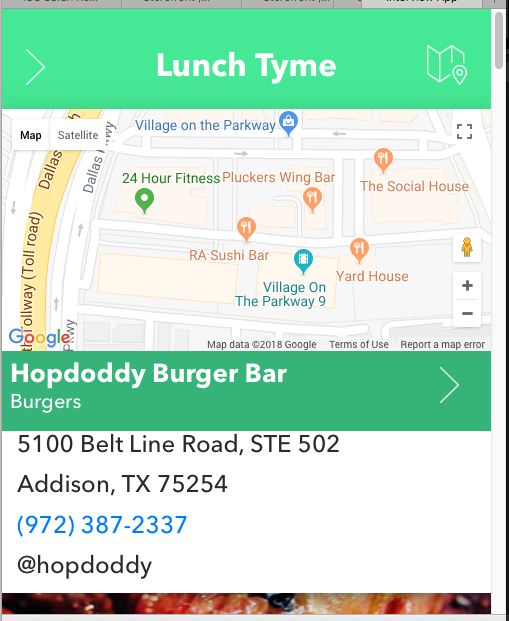 Lunch Tyme
Map
Satellite
Village on the Parkway
Dallas
Dallas
Pkwy
24 Hour Fitness
Pluckers Wing Bar
The Social House
RA Sushi Bar
Yard House
Village On
The Parkway 9
(Toll road)
Pkwy
+
−
Google
Map data ©2018 Google
Terms of Use
Report a map error
Hopdoddy Burger Bar
Burgers
5100 Belt Line Road, STE 502
Addison, TX 75254
(972) 387-2337
@hopdoddy